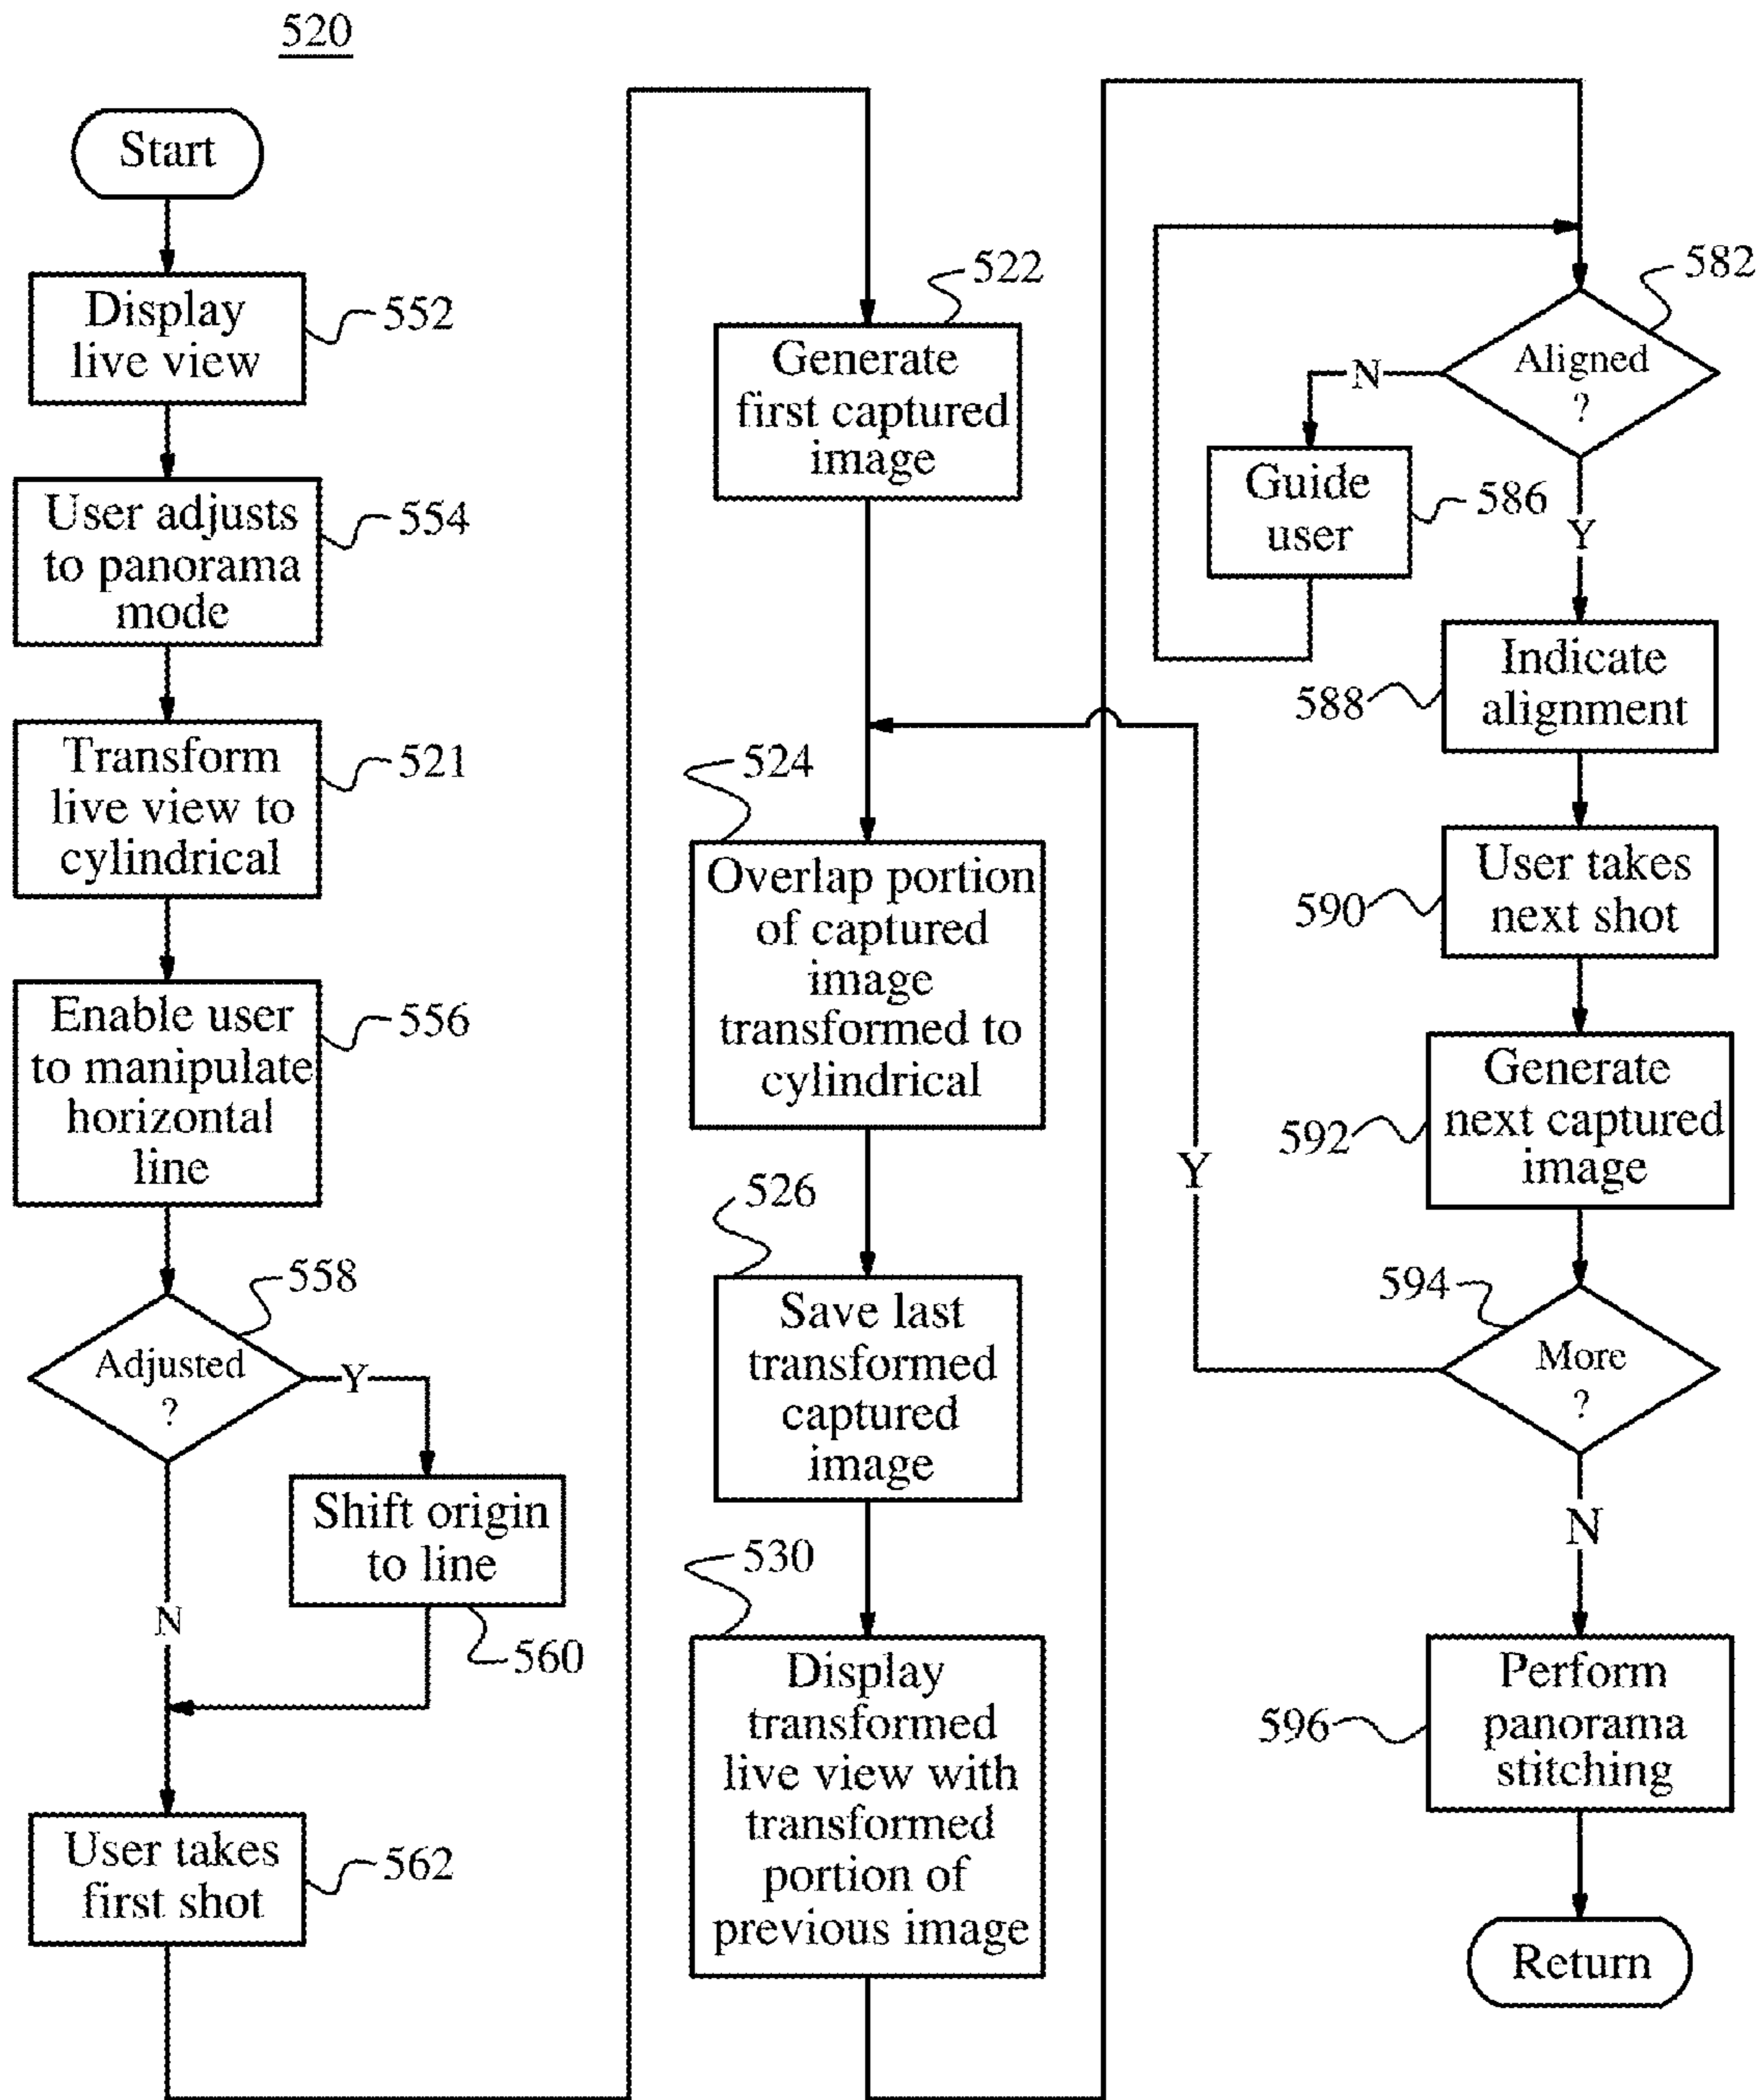 520
Start
Display
live view
552
User adjusts
to panorama
mode
554
Transform
live view to
cylindrical
521
Enable user
to manipulate
horizontal
line
556
Adjusted
?
558
Y
N
Shift origin
to line
560
User takes
first shot
562
522
Generate
first captured
image
524
Overlap portion
of captured
image
transformed to
cylindrical
526
Save last
transformed
captured
image
530
Display
transformed
live view with
transformed
portion of
previous image
582
Aligned
?
N
Y
Guide
user
586
Indicate
alignment
588
User takes
next shot
590
Generate
next captured
image
592
594
More
?
Y
N
Perform
panorama
stitching
596
Return